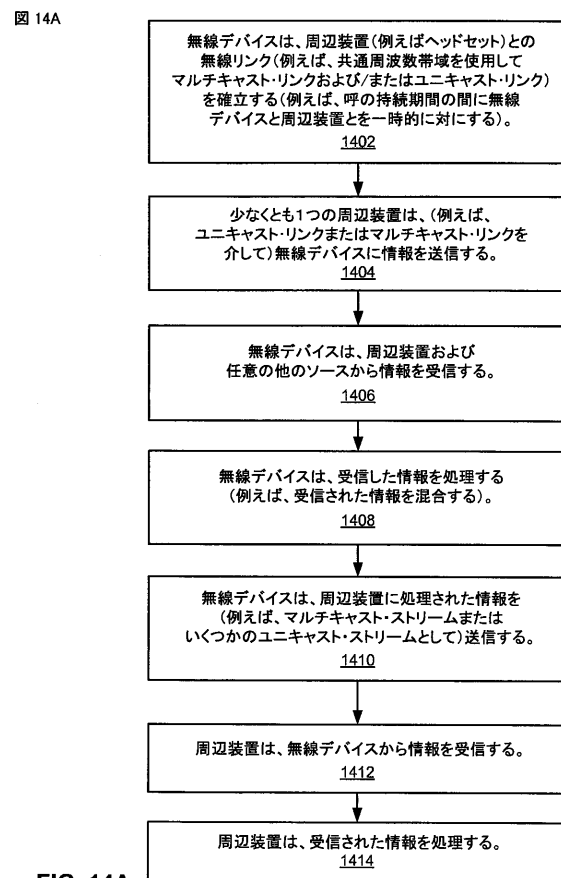 図 14A
無線デバイスは、周辺装置(例えばヘッドセット)との
無線リンク(例えば、共通周波数帯域を使用して
マルチキャスト・リンクおよび/またはユニキャスト・リンク)
を確立する(例えば、呼の持続期間の間に無線
デバイスと周辺装置とを一時的に対にする)。
1402
少なくとも1つの周辺装置は、(例えば、
ユニキャスト・リンクまたはマルチキャスト・リンクを
介して)無線デバイスに情報を送信する。
1404
無線デバイスは、周辺装置および
任意の他のソースから情報を受信する。
1406
無線デバイスは、受信した情報を処理する
(例えば、受信された情報を混合する)。
1408
無線デバイスは、周辺装置に処理された情報を
(例えば、マルチキャスト・ストリームまたは
いくつかのユニキャスト・ストリームとして)送信する。
1410
周辺装置は、無線デバイスから情報を受信する。
1412
周辺装置は、受信された情報を処理する。
1414
FIG. 14A